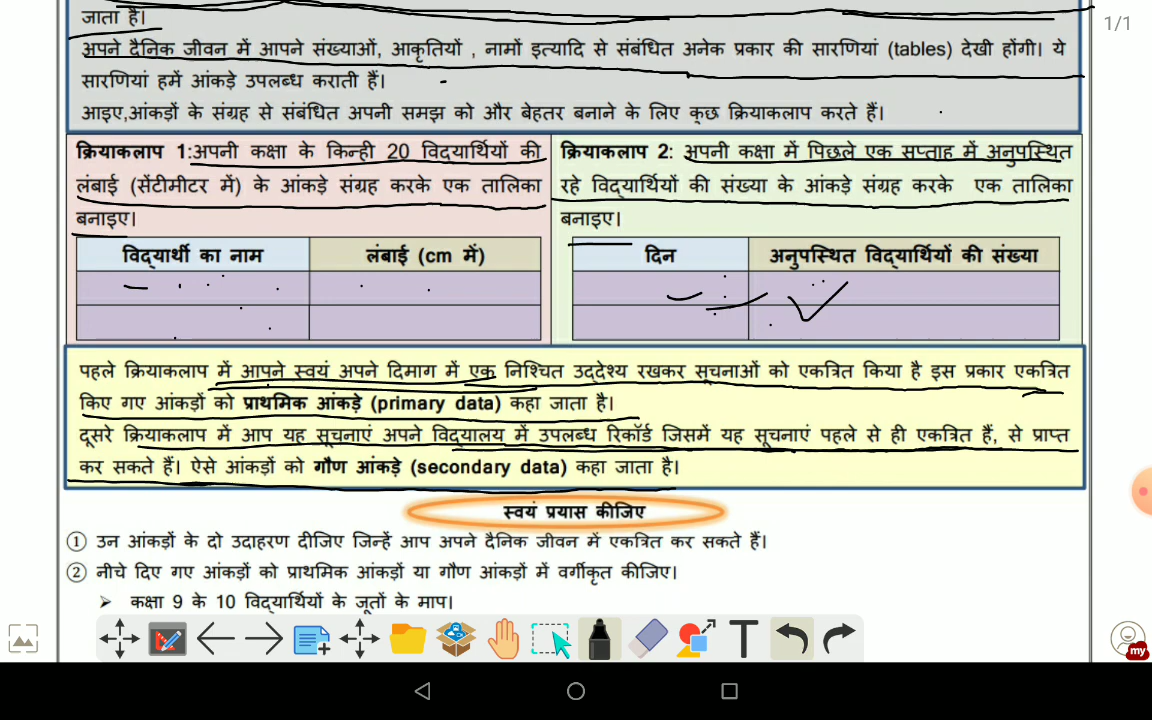 जाता है।
1/1
अपने दैनिक जीवन में आपने संख्याओं, आकृतियों , नामों इत्यादि से संबंधित अनेक प्रकार की सारणियां (tables) देखी होंगी। ये
सारणियां हमें आंकड़े उपलब्ध कराती हैं।
आइए,आंकड़ों के संग्रह से संबंधित अपनी समझ को और बेहतर बनाने के लिए कुछ क्रियाकलाप करते हैं।
क्रियाकलाप 1:अपनी कक्षा के किन्ही 20 विद्यार्थियों की
लंबाई (सेंटीमीटर में) के आंकड़े संग्रह करके एक तालिका
बनाइए।
विद्यार्थी का नाम
लंबाई (cm में)
क्रियाकलाप 2: अपनी कक्षा में पिछले एक सप्ताह में अनुपस्थित
रहे विद्यार्थियों की संख्या के आंकड़े संग्रह करके एक तालिका
बनाइए।
दिन
अनुपस्थित विद्यार्थियों की संख्या
पहले क्रियाकलाप में आपने स्वयं अपने दिमाग में एक निश्चित उद्देश्य रखकर सूचनाओं को एकत्रित किया है इस प्रकार एकत्रित
किए गए आंकड़ों को प्राथमिक आंकड़े (primary data) कहा जाता है।
दूसरे क्रियाकलाप में आप यह सूचनाएं अपने विद्यालय में उपलब्ध रिकॉर्ड जिसमें यह सूचनाएं पहले से ही एकत्रित हैं, से प्राप्त
कर सकते हैं। ऐसे आंकड़ों को गौण आंकड़े (secondary data) कहा जाता है।
स्वयं प्रयास कीजिए
① उन आंकड़ों के दो उदाहरण दीजिए जिन्हें आप अपने दैनिक जीवन में एकत्रित कर सकते हैं।
② नीचे दिए गए आंकड़ों को प्राथमिक आंकड़ों या गौण आंकड़ों में वर्गीकृत कीजिए।
➢ कक्षा 9 के 10 विद्यार्थियों के जूतों के माप।
T
my